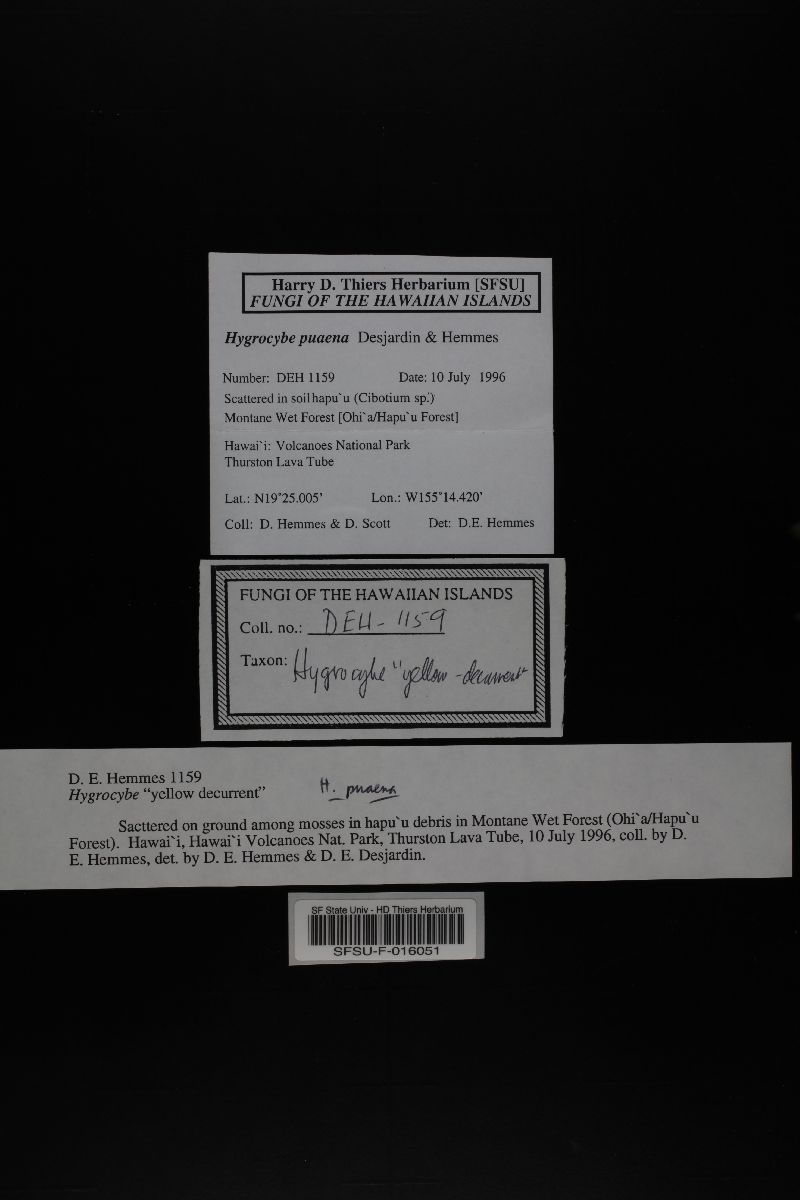 Harry D. Thiers Herbarium [SFSU]
FUNGI OF THE HAWAIIAN ISLANDS
Hygrocybe puaena Desjardin & Hemmes
Number: DEH 1159 Date: 10 July 1996
Scattered in soil hapu`u (Cibotium sp.)
Montane Wet Forest [Ohi`a/Hapu`u Forest]
Hawai`i: Volcanoes National Park
Thurston Lava Tube
Lat.: N19°25.005' Lon.: W155°14.420'
Coll: D. Hemmes & D. Scott Det: D.E. Hemmes
FUNGI OF THE HAWAIIAN ISLANDS
Coll. no.: DEH-1159
Taxon: Hygrocybe "yellow-decurrent"
D. E. Hemmes 1159
Hygrocybe “yellow decurrent” H. puaena
Sacttered on ground among mosses in hapu`u debris in Montane Wet Forest (Ohi`a/Hapu`u
Forest). Hawai`i, Hawai`i Volcanoes Nat. Park, Thurston Lava Tube, 10 July 1996, coll. by D.
E. Hemmes, det. by D. E. Hemmes & D. E. Desjardin.
SF State Univ - HD Thiers Herbarium
SFSU-F-016051